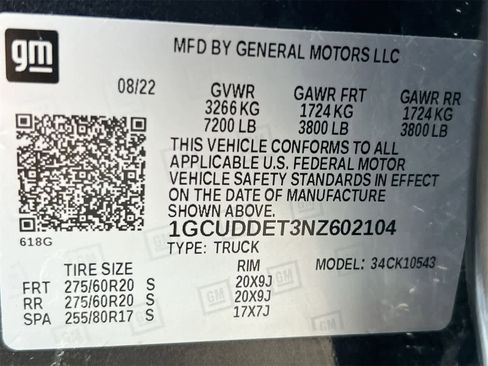 gm
MFD BY GENERAL MOTORS LLC
08/22 GVWR GAWR FRT GAWR RR
3266 KG 1724 KG 1724 KG
7200 LB 3800 LB 3800 LB
THIS VEHICLE CONFORMS TO ALL
APPLICABLE U.S. FEDERAL MOTOR
VEHICLE SAFETY STANDARDS IN EFFECT
ON THE DATE OF MANUFACTURE
SHOWN ABOVE.
618G
1GCUDDET3NZ602104
TYPE: TRUCK MODEL: 34CK10543
TIRE SIZE RIM
FRT 275/60R20 S 20X9J
RR 275/60R20 S 20X9J
SPA 255/80R17 S 17X7J